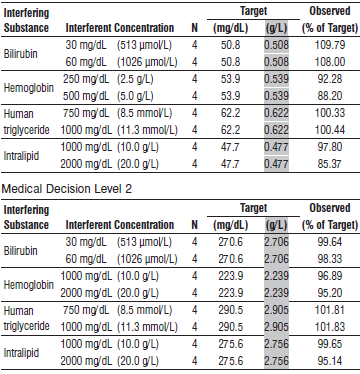 Interfering Target Observed
Substance Interferent Concentration N (mg/dL) (g/L) (% of Target)
Bilirubin 30 mg/dL (513 µmol/L) 4 50.8 0.508 109.79
60 mg/dL (1026 µmol/L) 4 50.8 0.508 108.00
Hemoglobin 250 mg/dL (2.5 g/L) 4 53.9 0.539 92.28
500 mg/dL (5.0 g/L) 4 53.9 0.539 88.20
Human 750 mg/dL (8.5 mmol/L) 4 62.2 0.622 100.33
triglyceride 1000 mg/dL (11.3 mmol/L) 4 62.2 0.622 100.44
Intralipid 1000 mg/dL (10.0 g/L) 4 47.7 0.477 97.80
2000 mg/dL (20.0 g/L) 4 47.7 0.477 85.37
Medical Decision Level 2
Interfering Target Observed
Substance Interferent Concentration N (mg/dL) (g/L) (% of Target)
Bilirubin 30 mg/dL (513 µmol/L) 4 270.6 2.706 99.64
60 mg/dL (1026 µmol/L) 4 270.6 2.706 98.33
Hemoglobin 1000 mg/dL (10.0 g/L) 4 223.9 2.239 96.89
2000 mg/dL (20.0 g/L) 4 223.9 2.239 95.20
Human 750 mg/dL (8.5 mmol/L) 4 290.5 2.905 101.81
triglyceride 1000 mg/dL (11.3 mmol/L) 4 290.5 2.905 101.83
Intralipid 1000 mg/dL (10.0 g/L) 4 275.6 2.756 99.65
2000 mg/dL (20.0 g/L) 4 275.6 2.756 95.14